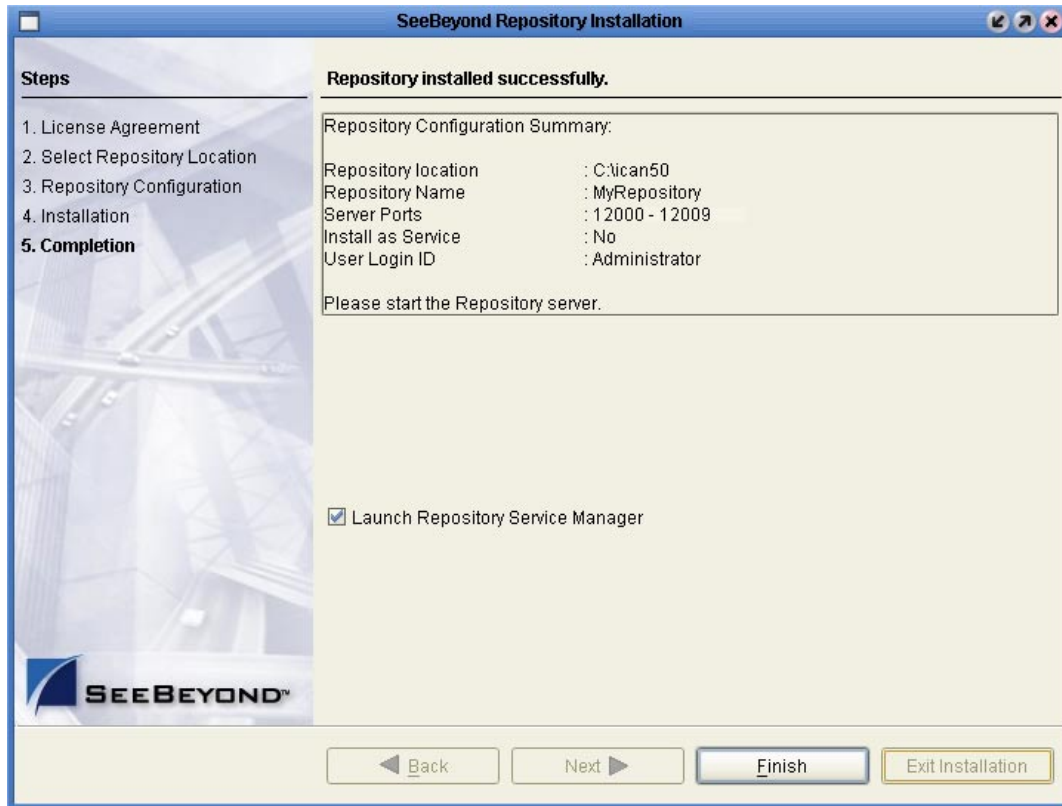 SeeBeyond Repository Installation
Steps
1. License Agreement
2. Select Repository Location
3. Repository Configuration
4. Installation
5. Completion
Repository installed successfully.
Repository Configuration Summary:
Repository location : C:\ican50
Repository Name : MyRepository
Server Ports : 12000 - 12009
Install as Service : No
User Login ID : Administrator
Please start the Repository server.
Launch Repository Service Manager
SEEBEYOND™
Back
Next
Finish
Exit Installation